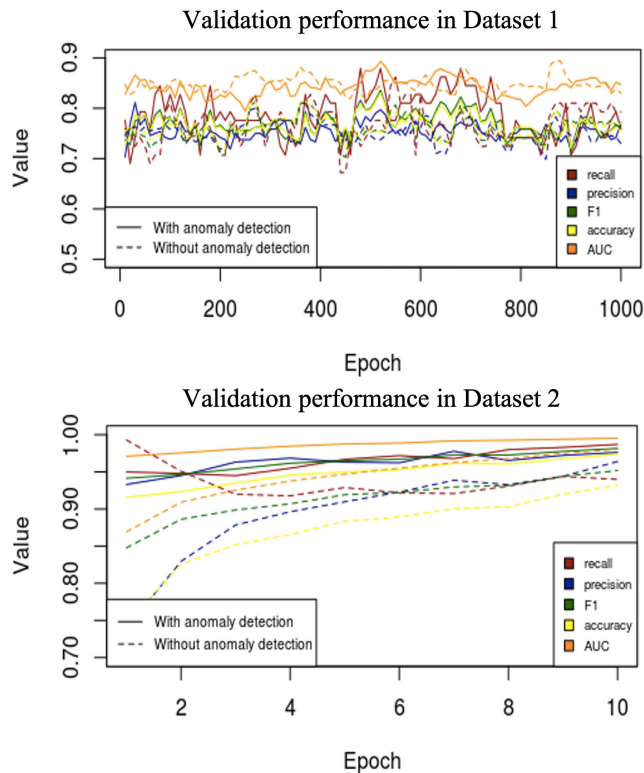 Validation performance in Dataset 1
Value
0.9
0.8
0.7
0.6
0.5
With anomaly detection
Without anomaly detection
recall
precision
F1
accuracy
AUC
0 200 400 600 800 1000
Epoch
Validation performance in Dataset 2
Value
1.00
0.90
0.80
0.70
With anomaly detection
Without anomaly detection
recall
precision
F1
accuracy
AUC
2 4 6 8 10
Epoch